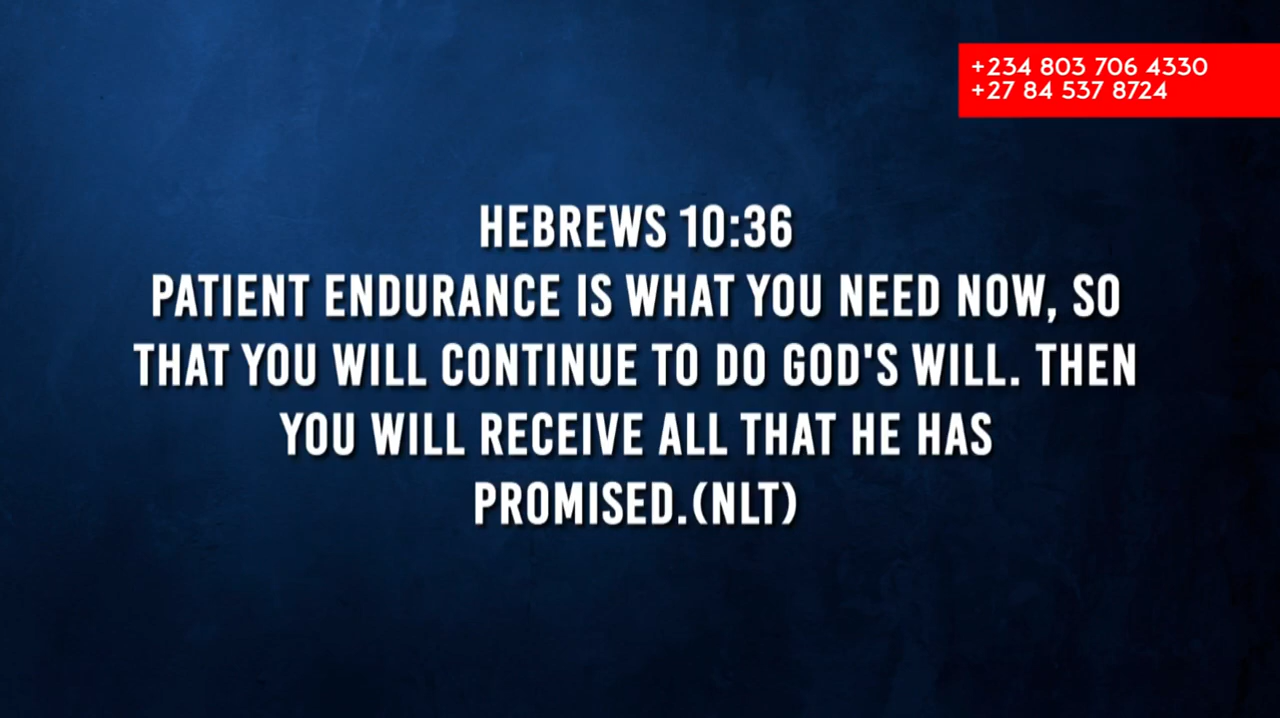 +234 803 706 4330
+27 84 537 8724
HEBREWS 10:36
PATIENT ENDURANCE IS WHAT YOU NEED NOW, SO
THAT YOU WILL CONTINUE TO DO GOD'S WILL. THEN
YOU WILL RECEIVE ALL THAT HE HAS
PROMISED.(NLT)